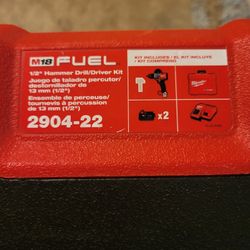 M18 FUEL
1/2" Hammer Drill/Driver Kit
Juego de taladro percutor/
destornillador de
13 mm (1/2")
Ensemble de perceuse/
tournevis à percussion
de 13 mm (1/2")
2904-22
KIT INCLUDES / EL KIT INCLUYE
/ KIT COMPREND
x2
Milwaukee